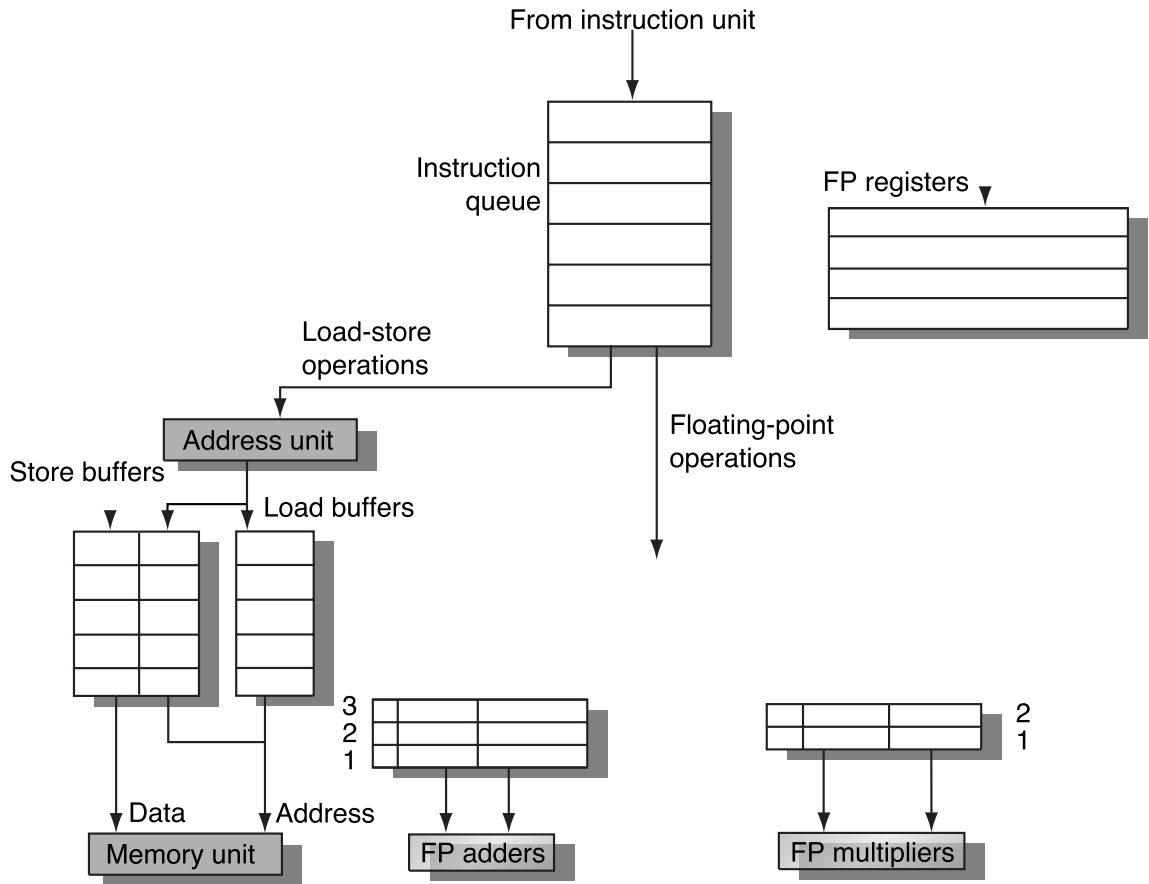 From instruction unit
Instruction
queue
FP registers
Load-store
operations
Floating-point
operations
Address unit
Store buffers
Load buffers
3
2
1
2
1
Data
Address
Memory unit
FP adders
FP multipliers